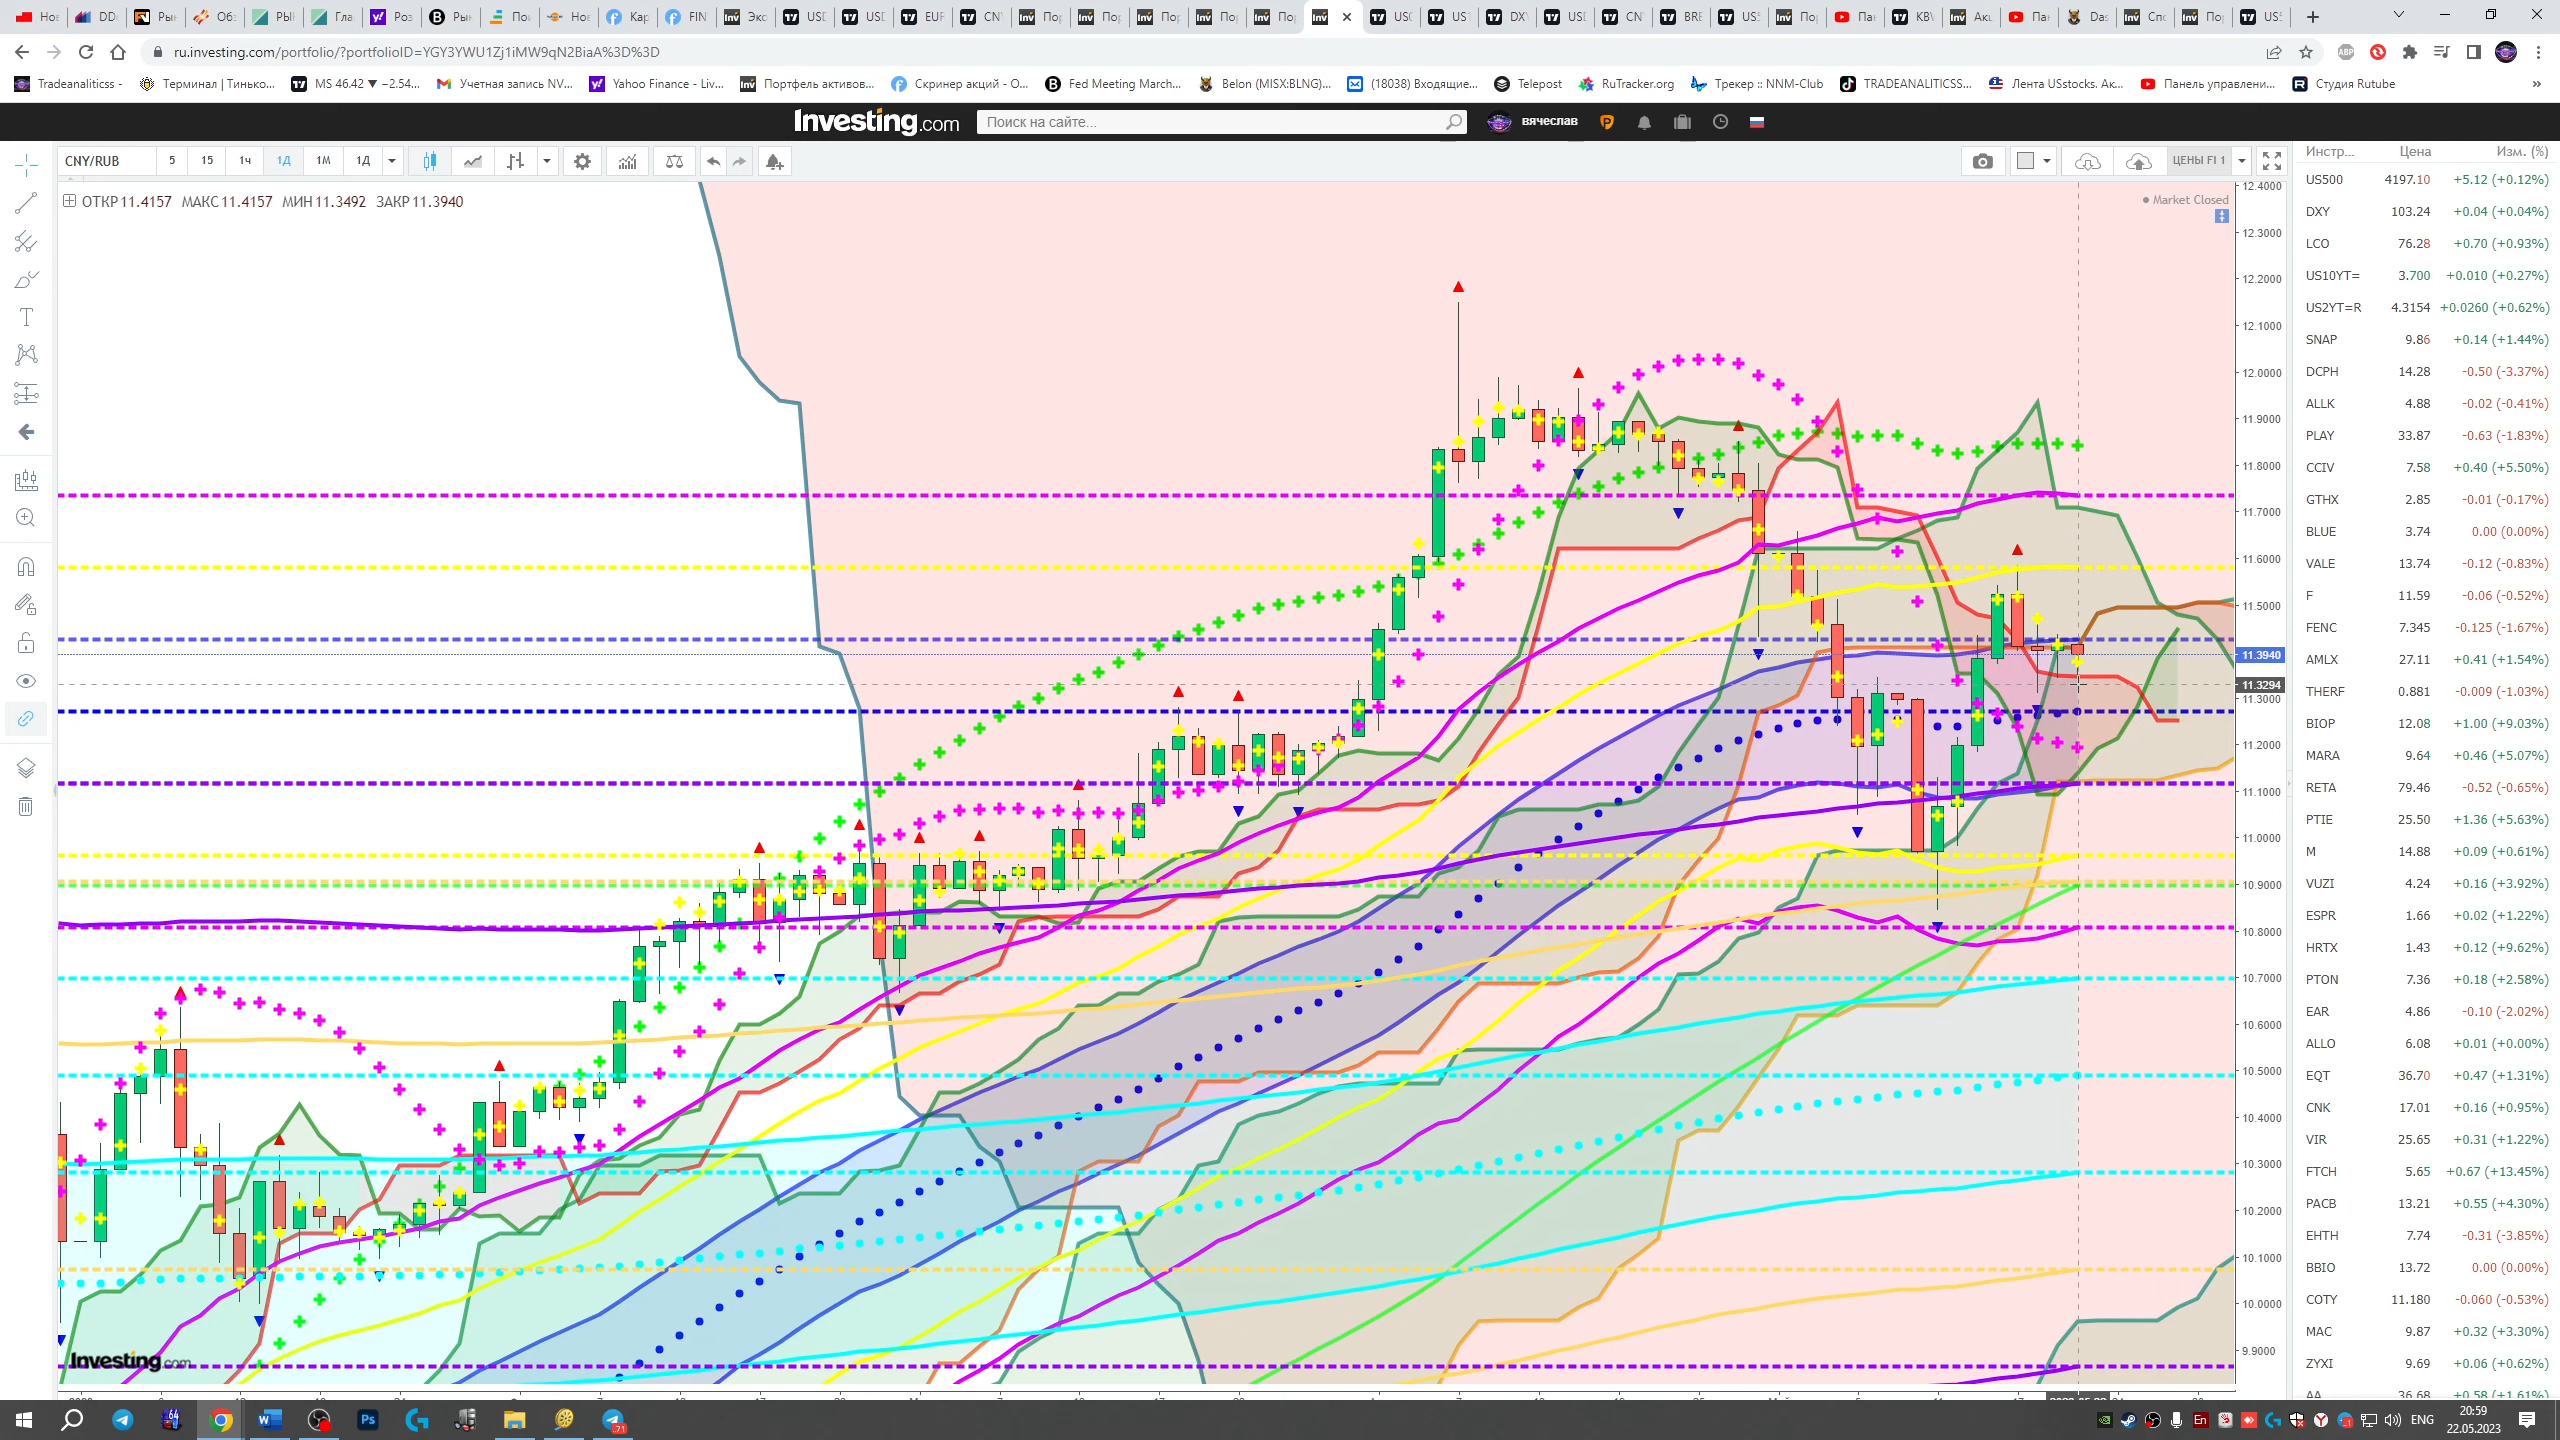 ru.investing.com/portfolio/?portfolioID=YGY3YWU1Zj1iMW9qN2BiaA%3D%3D
Tradeanaliticss -
Терминал | Тинько...
MS 46.42 ▼ −2.54...
Учетная запись NV...
Yahoo Finance - Liv...
Портфель активов...
Скринер акций - О...
Fed Meeting March...
Belon (MISX:BLNG)...
(18038) Входящие...
Telepost
RuTracker.org
Трекер :: NNM-Club
TRADEANALITICSS...
Лента USstocks. Ак...
Панель управлени...
Студия Rutube
Investing.com
Поиск на сайте...
вячеслав
CNY/RUB 5 15 1ч 1Д 1М 1Д
ЦЕНЫ FI 1
ОТКР 11.4157 МАКС 11.4157 МИН 11.3492 ЗАКР 11.3940
Market Closed
12.4000
12.3000
12.2000
12.1000
12.0000
11.9000
11.8000
11.7000
11.6000
11.5000
11.3940
11.3294
11.3000
11.2000
11.1000
11.0000
10.9000
10.8000
10.7000
10.6000
10.5000
10.4000
10.3000
10.2000
10.1000
10.0000
9.9000
Investing.com
Инстр... Цена Изм. (%)
US500 4197.10 +5.12 (+0.12%)
DXY 103.24 +0.04 (+0.04%)
LCO 76.28 +0.70 (+0.93%)
US10YT= 3.700 +0.010 (+0.27%)
US2YT=R 4.3154 +0.0260 (+0.62%)
SNAP 9.86 +0.14 (+1.44%)
DCPH 14.28 -0.50 (-3.37%)
ALLK 4.88 -0.02 (-0.41%)
PLAY 33.87 -0.63 (-1.83%)
CCIV 7.58 +0.40 (+5.50%)
GTHX 2.85 -0.01 (-0.17%)
BLUE 3.74 0.00 (0.00%)
VALE 13.74 -0.12 (-0.83%)
F 11.59 -0.06 (-0.52%)
FENC 7.345 -0.125 (-1.67%)
AMLX 27.11 +0.41 (+1.54%)
THERF 0.881 -0.009 (-1.03%)
BIOP 12.08 +1.00 (+9.03%)
MARA 9.64 +0.46 (+5.07%)
RETA 79.46 -0.52 (-0.65%)
PTIE 25.50 +1.36 (+5.63%)
M 14.88 +0.09 (+0.61%)
VUZI 4.24 +0.16 (+3.92%)
ESPR 1.66 +0.02 (+1.22%)
HRTX 1.43 +0.12 (+9.62%)
PTON 7.36 +0.18 (+2.58%)
EAR 4.86 -0.10 (-2.02%)
ALLO 6.08 +0.01 (+0.00%)
EQT 36.70 +0.47 (+1.31%)
CNK 17.01 +0.16 (+0.95%)
VIR 25.65 +0.31 (+1.22%)
FTCH 5.65 +0.67 (+13.45%)
PACB 13.21 +0.55 (+4.30%)
EHTH 7.74 -0.31 (-3.85%)
BBIO 13.72 0.00 (0.00%)
COTY 11.180 -0.060 (-0.53%)
MAC 9.87 +0.32 (+3.30%)
ZYXI 9.69 +0.06 (+0.62%)
AA 36.68 +0.58 (+1.61%)
ENG
20:59
22.05.2023